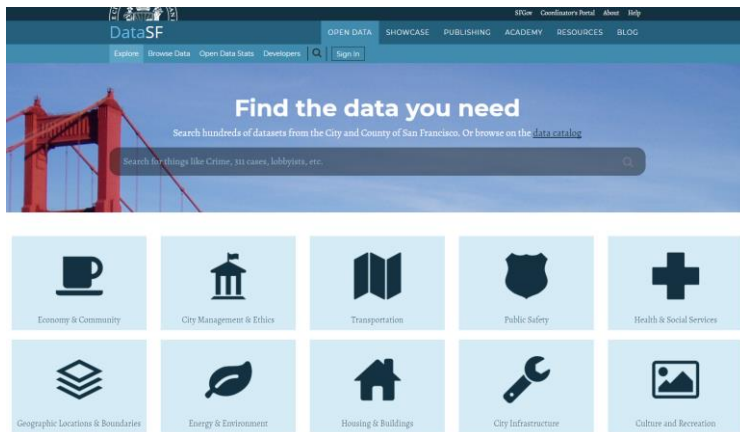 SFGov Coordinator's Portal About Help
DataSF OPEN DATA SHOWCASE PUBLISHING ACADEMY RESOURCES BLOG
Explore Browse Data Open Data Stats Developers Sign In
Find the data you need
Search hundreds of datasets from the City and County of San Francisco. Or browse on the data catalog
Search for things like Crime, 311 cases, lobbyists, etc.
Economy & Community City Management & Ethics Transportation Public Safety Health & Social Services
Geographic Locations & Boundaries Energy & Environment Housing & Buildings City Infrastructure Culture and Recreation